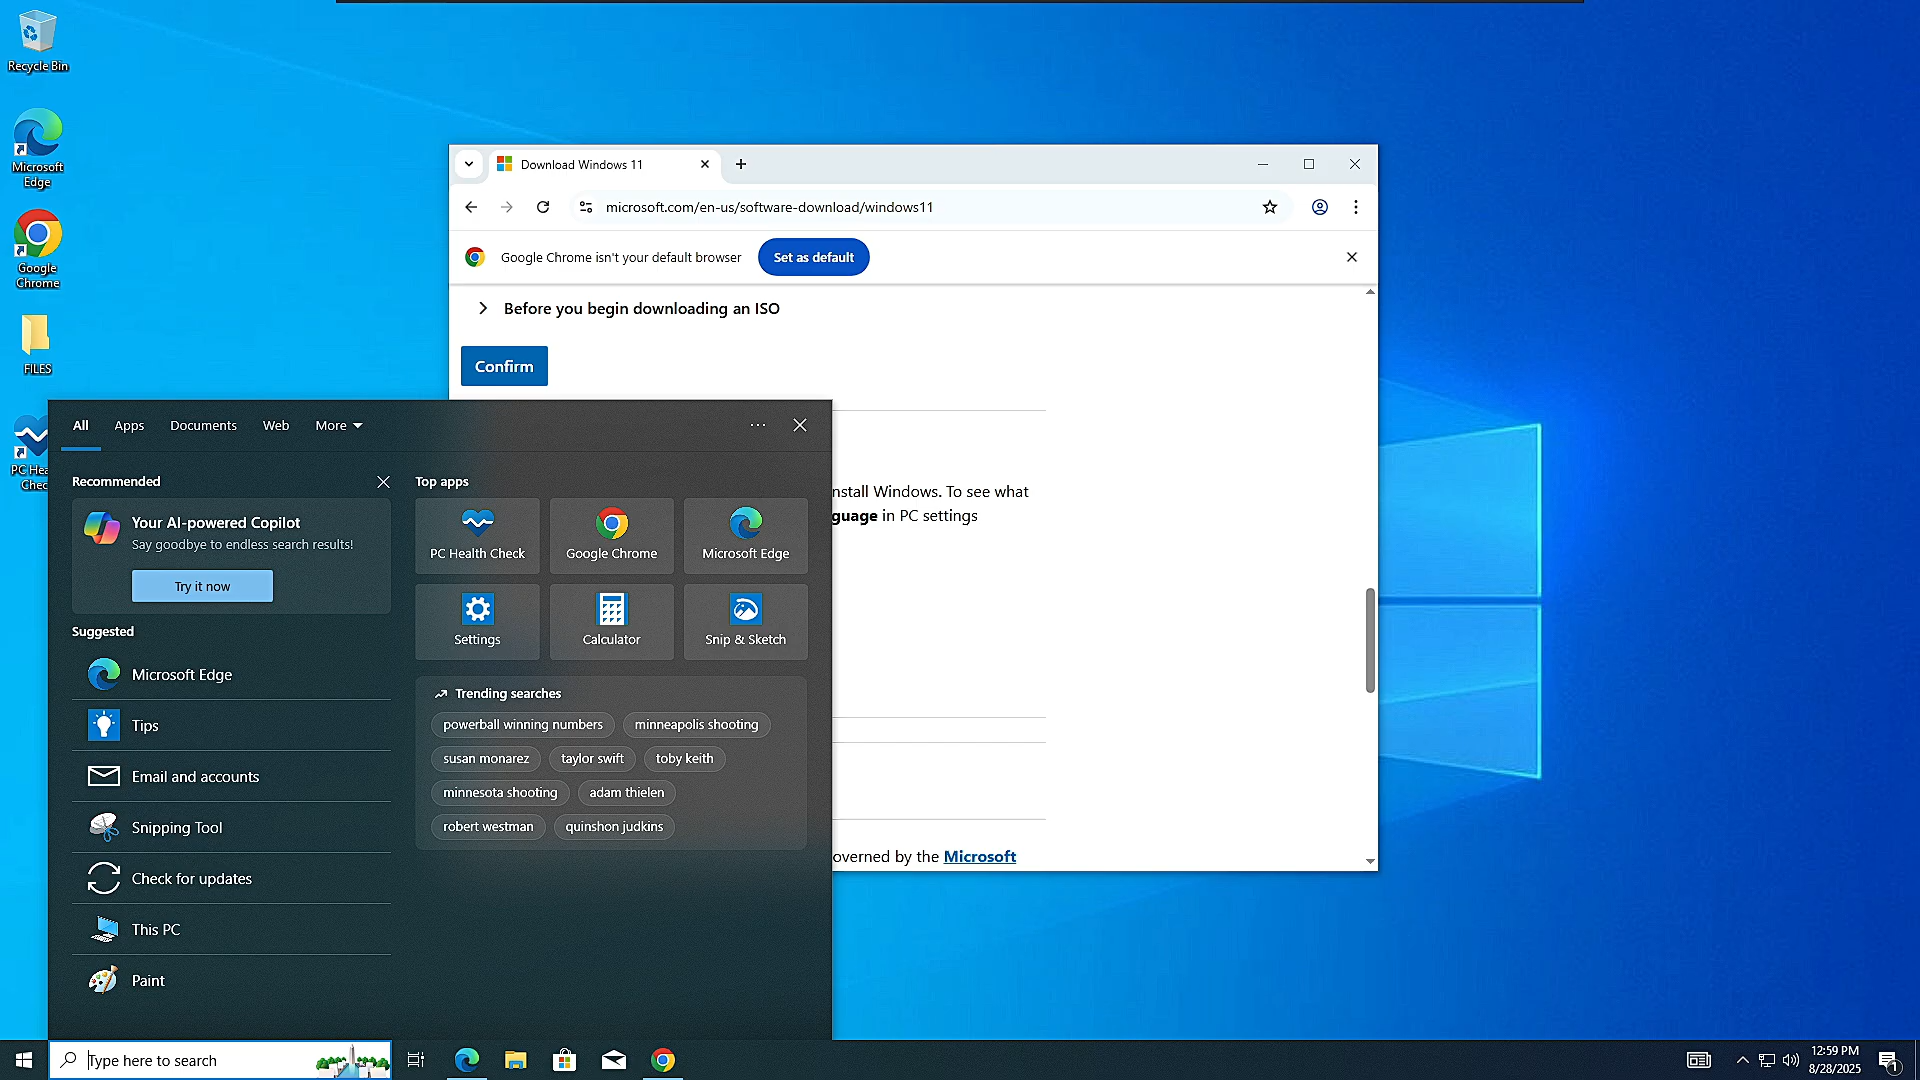 Recycle Bin
Microsoft
Edge
Google
Chrome
FILES
PC Hea
Chec
Download Windows 11
microsoft.com/en-us/software-download/windows11
Google Chrome isn't your default browser
Set as default
Before you begin downloading an ISO
Confirm
nstall Windows. To see what
guage in PC settings
overned by the Microsoft
All
Apps
Documents
Web
More
Recommended
Your AI-powered Copilot
Say goodbye to endless search results!
Try it now
Suggested
Microsoft Edge
Tips
Email and accounts
Snipping Tool
Check for updates
This PC
Paint
Top apps
PC Health Check
Google Chrome
Microsoft Edge
Settings
Calculator
Snip & Sketch
Trending searches
powerball winning numbers
minneapolis shooting
susan monarez
taylor swift
toby keith
minnesota shooting
adam thielen
robert westman
quinshon judkins
Type here to search
12:59 PM
8/28/2025
1